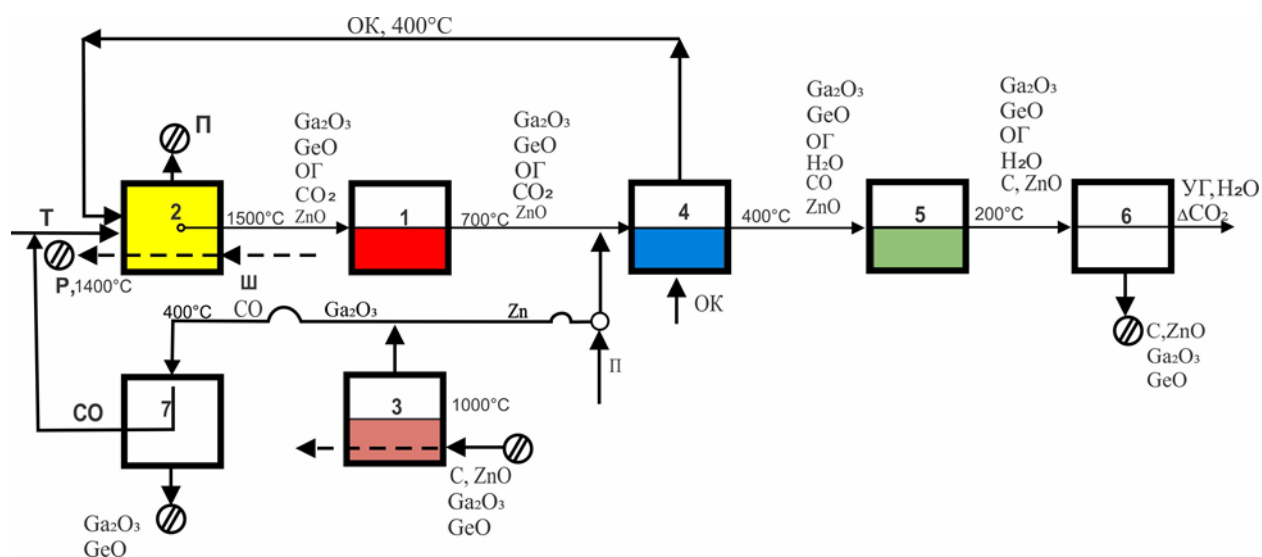 ОК, 400°C
П
Ga₂O₃
GeO
ОГ
CO₂
ZnO
Ga₂O₃
GeO
ОГ
CO₂
ZnO
Ga₂O₃
GeO
ОГ
H₂O
CO
ZnO
Ga₂O₃
GeO
ОГ
H₂O
C, ZnO
Т
2
1500°C
1
700°C
4
400°C
5
200°C
6
УГ,H₂O
ΔCO₂
Р,1400°C
Ш
CO
400°C
Ga₂O₃
Zn
П
ОК
C,ZnO
Ga₂O₃
GeO
CO
7
3
1000°C
C, ZnO
Ga₂O₃
GeO
Ga₂O₃
GeO